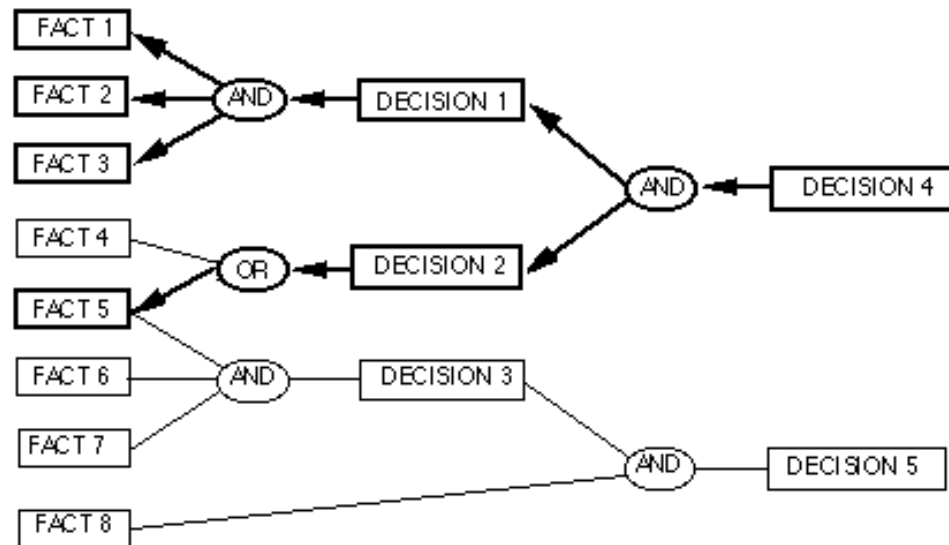 FACT 1
FACT 2
AND
DECISION 1
FACT 3
AND
DECISION 4
FACT 4
OR
DECISION 2
FACT 5
FACT 6
AND
DECISION 3
FACT 7
AND
DECISION 5
FACT 8